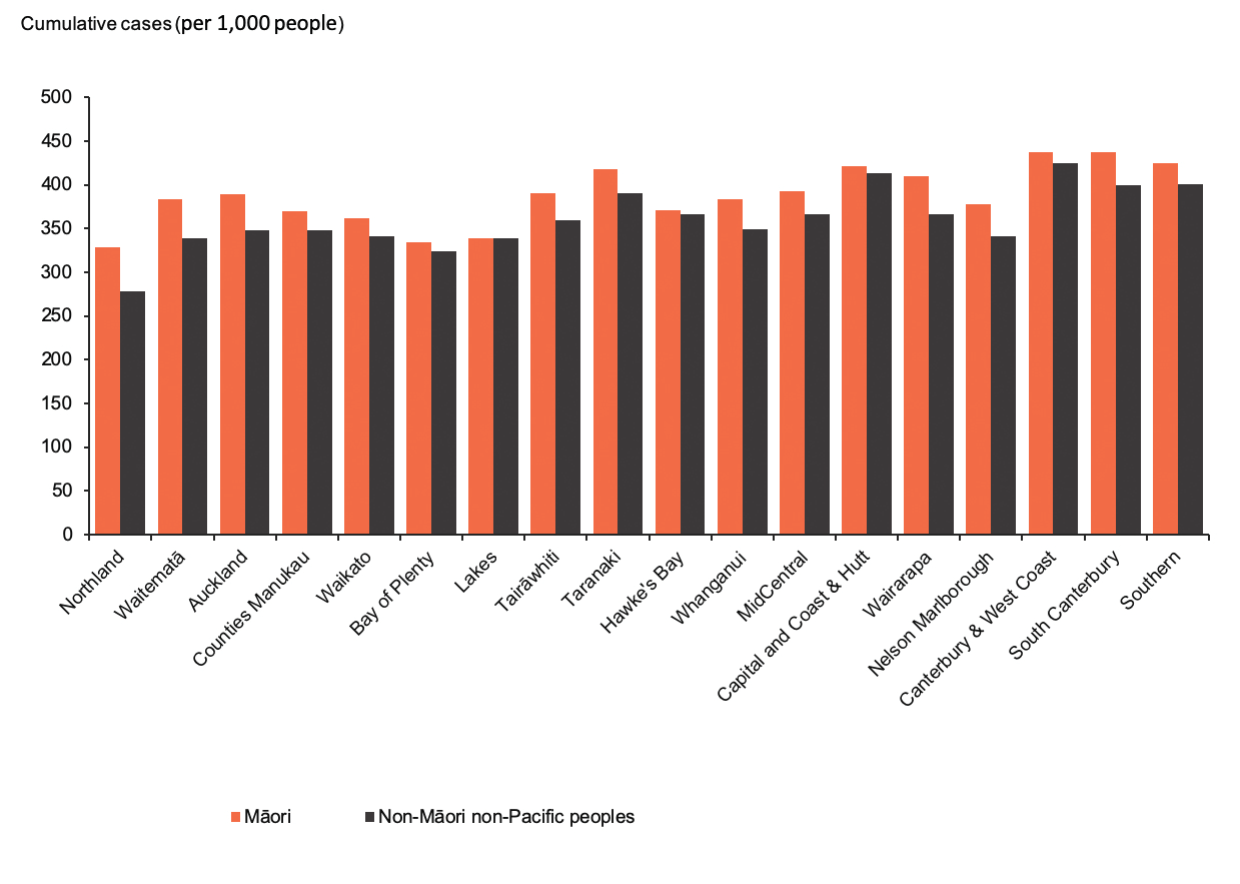 Cumulative cases (per 1,000 people)
500
450
400
350
300
250
200
150
100
50
0
Northland
Waitematā
Auckland
Counties Manukau
Waikato
Bay of Plenty
Lakes
Tairāwhiti
Taranaki
Hawke's Bay
Whanganui
MidCentral
Capital and Coast & Hutt
Wairarapa
Nelson Marlborough
Canterbury & West Coast
South Canterbury
Southern
Māori
Non-Māori non-Pacific peoples